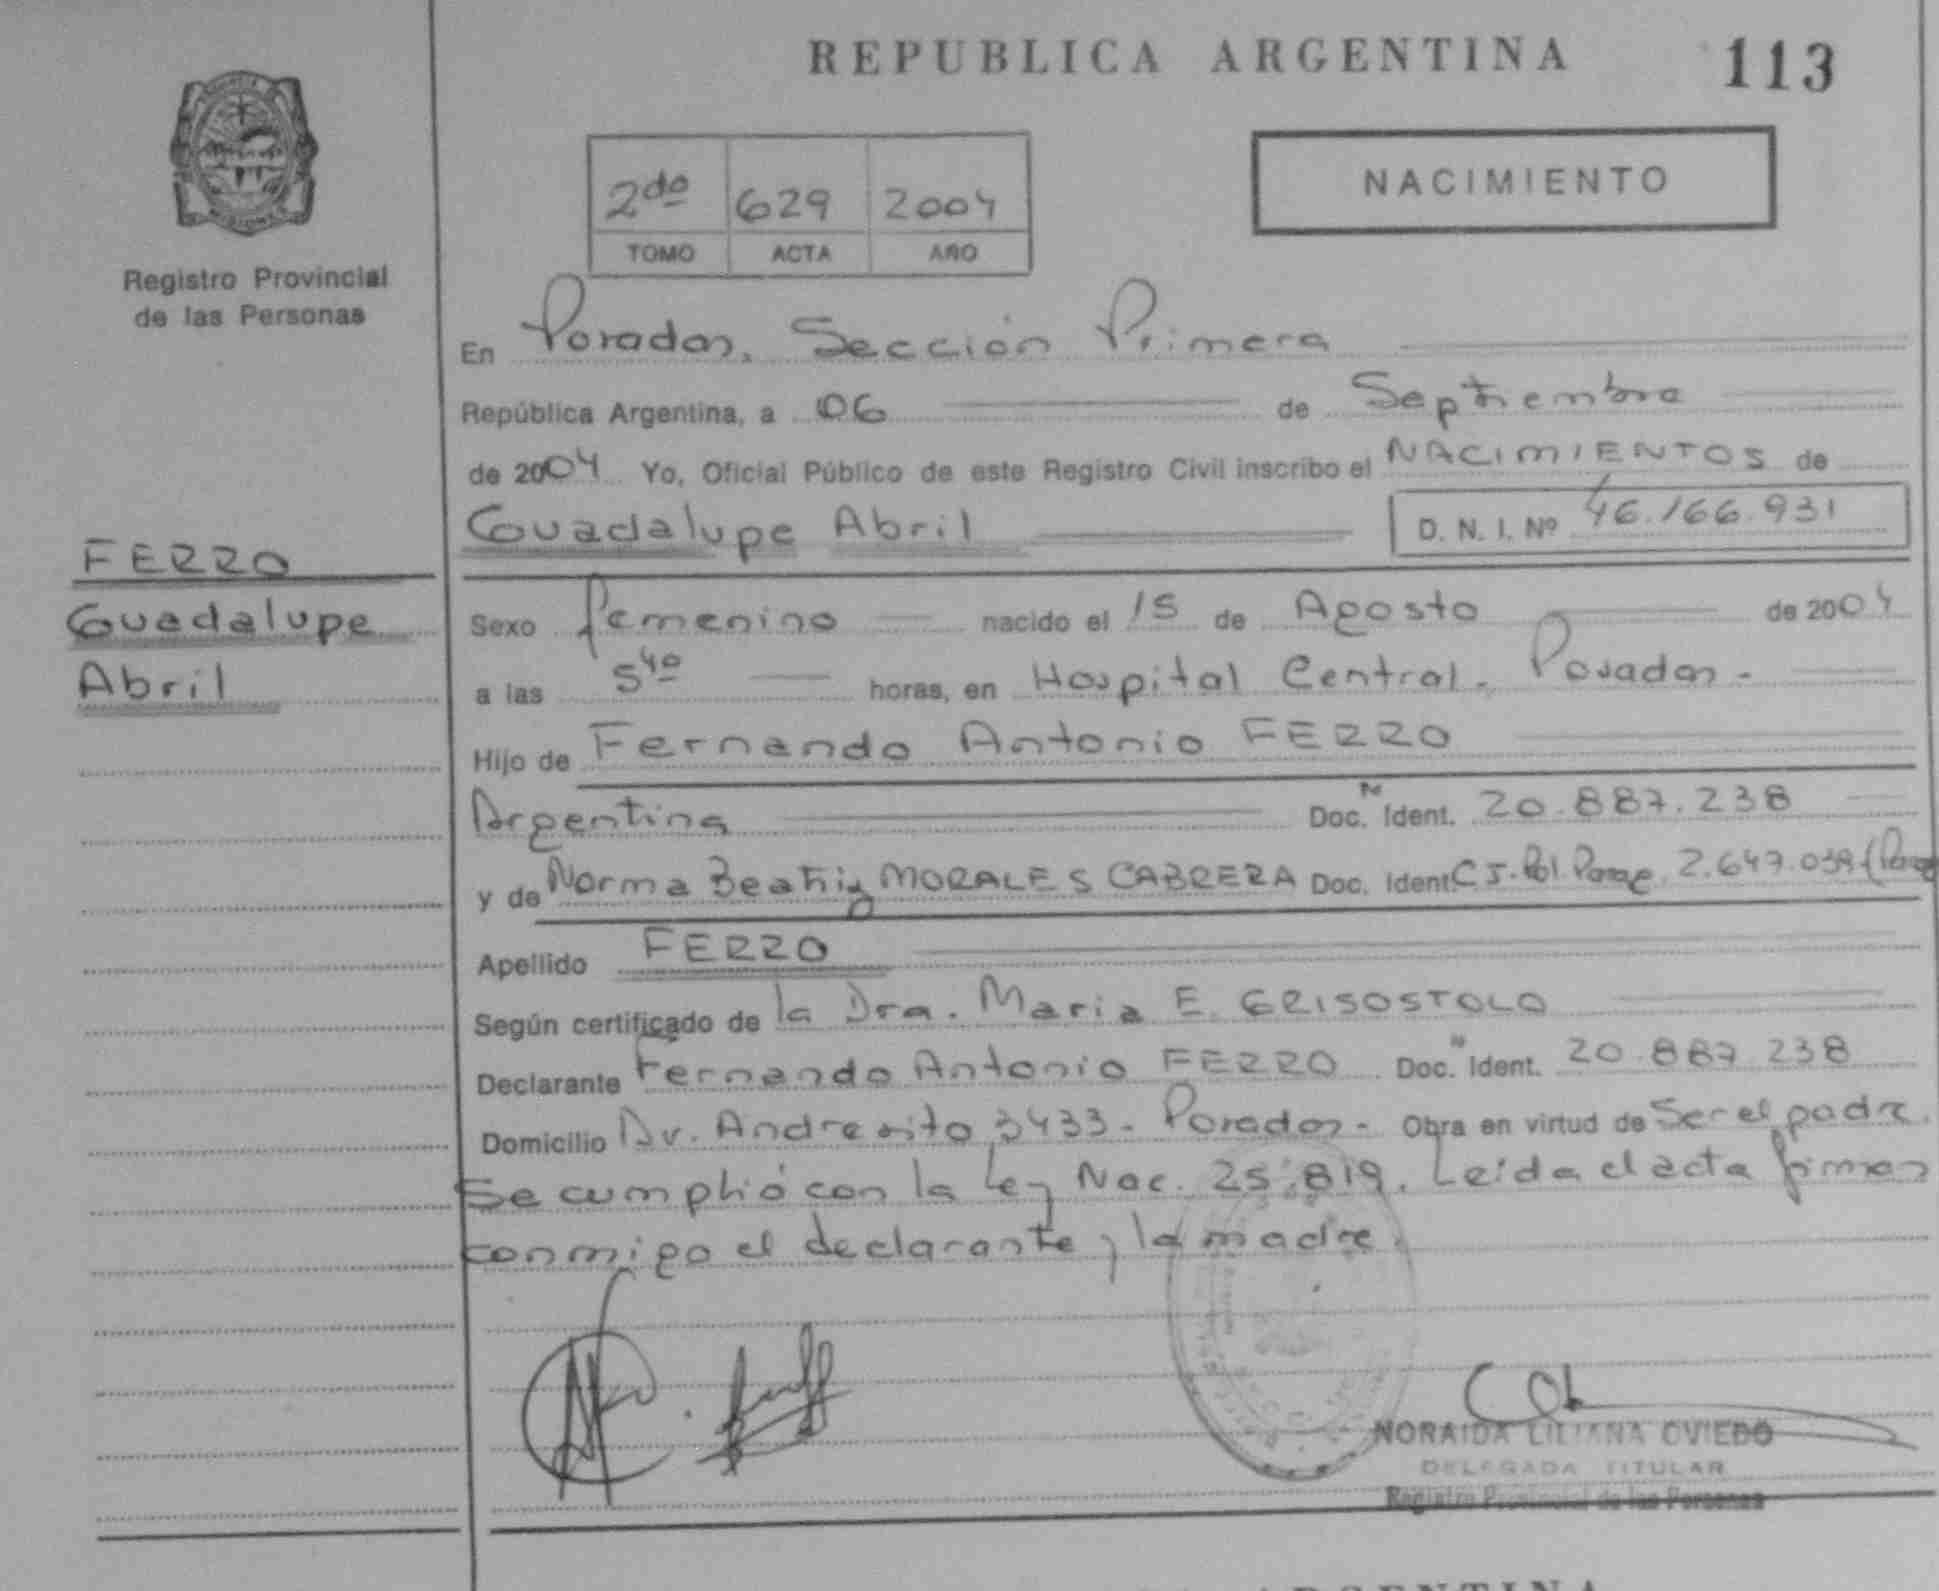 REPUBLICA ARGENTINA 113
2do 629 2004
TOMO ACTA AÑO
NACIMIENTO
Registro Provincial
de las Personas
En Posadas, Sección Primera
República Argentina, a 06 de Septiembre
de 2004 Yo, Oficial Público de este Registro Civil inscribo el NACIMIENTOS de
Guadalupe Abril D. N. I. Nº 46.166.931
FERRO
Guadalupe
Abril
Sexo femenino nacido el 15 de Agosto de 2004
a las 5 40 horas, en Hospital Central. Posadas -
Hijo de Fernando Antonio FERRO
Argentina Doc. Ident. 20.887.238
y de Norma Beatriz MORALES CABRERA Doc. Ident C I. Pol. 2.647.039
Apellido FERRO
Según certificado de la Dra. Maria E. GRISOSTOLO
Declarante Fernando Antonio FERRO Doc. Ident. 20.887.238
Domicilio Av. Andresito 3433 - Posadas - Obra en virtud de Ser el padre.
Se cumplió con la Ley Nac. 25.819. Leída el acta firman
conmigo el declarante y la madre.
NORAIDA LILIANA OVIEDO
DELEGADA TITULAR
Registro Provincial de las Personas
ARGENTINA